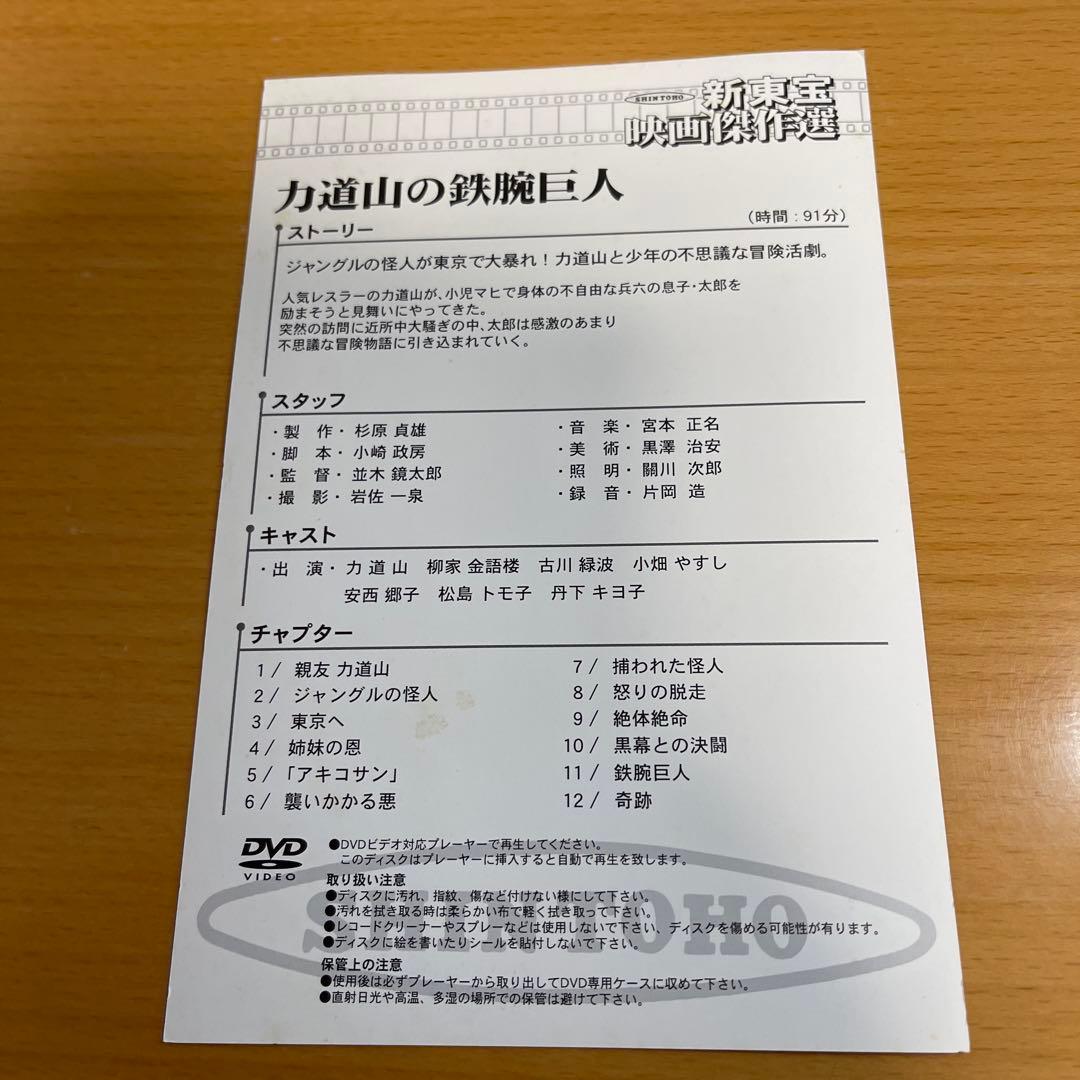 SHINTOHO
新東宝
映画傑作選
力道山の鉄腕巨人
(時間:91分)
ストーリー
ジャングルの怪人が東京で大暴れ!力道山と少年の不思議な冒険活劇。
人気レスラーの力道山が、小児マヒで身体の不自由な兵六の息子・太郎を
励まそうと見舞いにやってきた。
突然の訪問に近所中大騒ぎの中、太郎は感激のあまり
不思議な冒険物語に引き込まれていく。
スタッフ
・製 作・杉原 貞雄
・脚 本・小崎 政房
・監 督・並木 鏡太郎
・撮 影・岩佐 一泉
・音 楽・宮本 正名
・美 術・黒澤 治安
・照 明・關川 次郎
・録 音・片岡 造
キャスト
・出 演・力 道 山 柳家 金語楼 古川 緑波 小畑 やすし
安西 郷子 松島 トモ子 丹下 キヨ子
チャプター
1/ 親友 力道山
2/ ジャングルの怪人
3/ 東京へ
4/ 姉妹の恩
5/「アキコサン」
6/ 襲いかかる悪
7/ 捕われた怪人
8/ 怒りの脱走
9/ 絶体絶命
10/ 黒幕との決闘
11/ 鉄腕巨人
12/ 奇跡
DVD
VIDEO
●DVDビデオ対応プレーヤーで再生してください。
このディスクはプレーヤーに挿入すると自動で再生を致します。
取り扱い注意
●ディスクに汚れ、指紋、傷など付けない様にして下さい。
●汚れを拭き取る時は柔らかい布で軽く拭き取って下さい。
●レコードクリーナーやスプレーなどは使用しないで下さい、ディスクを傷める可能性が有ります。
●ディスクに絵を書いたりシールを貼付しないで下さい。
保管上の注意
●使用後は必ずプレーヤーから取り出してDVD専用ケースに収めて下さい。
●直射日光や高温、多湿の場所での保管は避けて下さい。
SHINTOHO